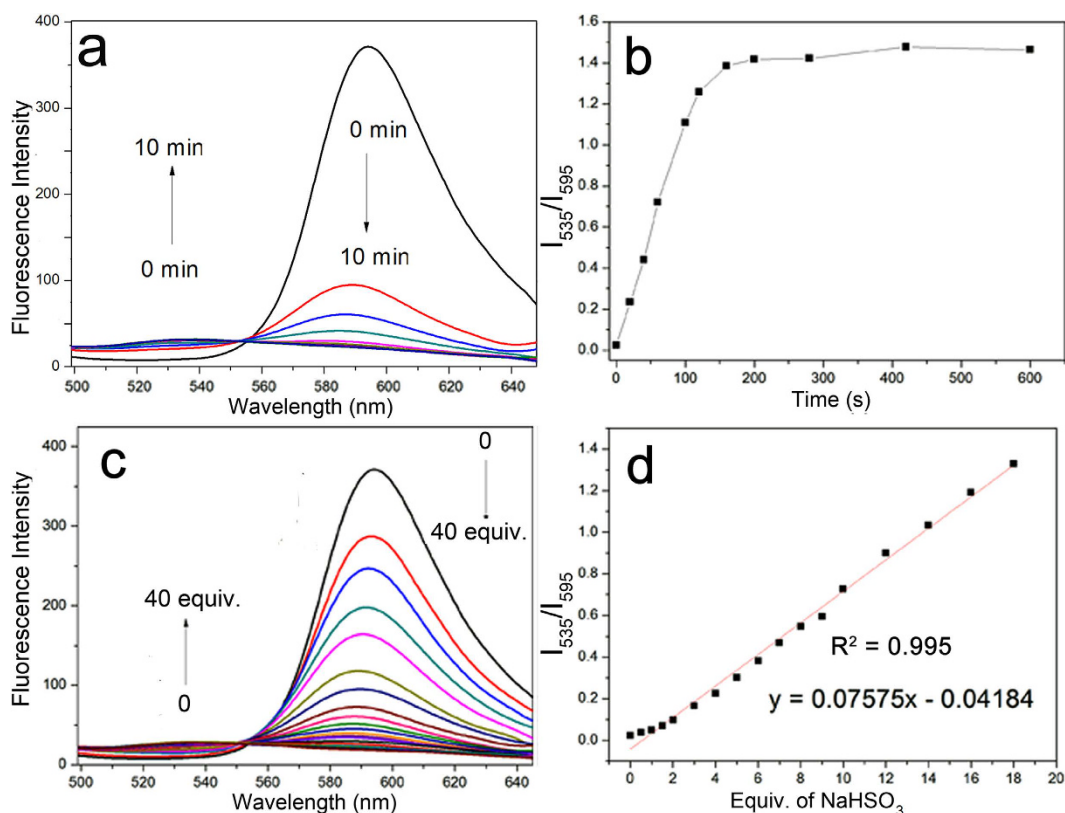 a
400
300
200
100
0
Fluorescence Intensity
10 min
0 min
0 min
10 min
500 520 540 560 580 600 620 640
Wavelength (nm)
b
1.6
1.4
1.2
1.0
0.8
0.6
0.4
0.2
0.0
I535/I595
0 100 200 300 400 500 600
Time (s)
c
400
300
200
100
0
Fluorescence Intensity
40 equiv.
0
0
40 equiv.
500 520 540 560 580 600 620 640
Wavelength (nm)
d
1.4
1.2
1.0
0.8
0.6
0.4
0.2
0.0
I535/I595
R² = 0.995
y = 0.07575x - 0.04184
0 2 4 6 8 10 12 14 16 18 20
Equiv. of NaHSO₃